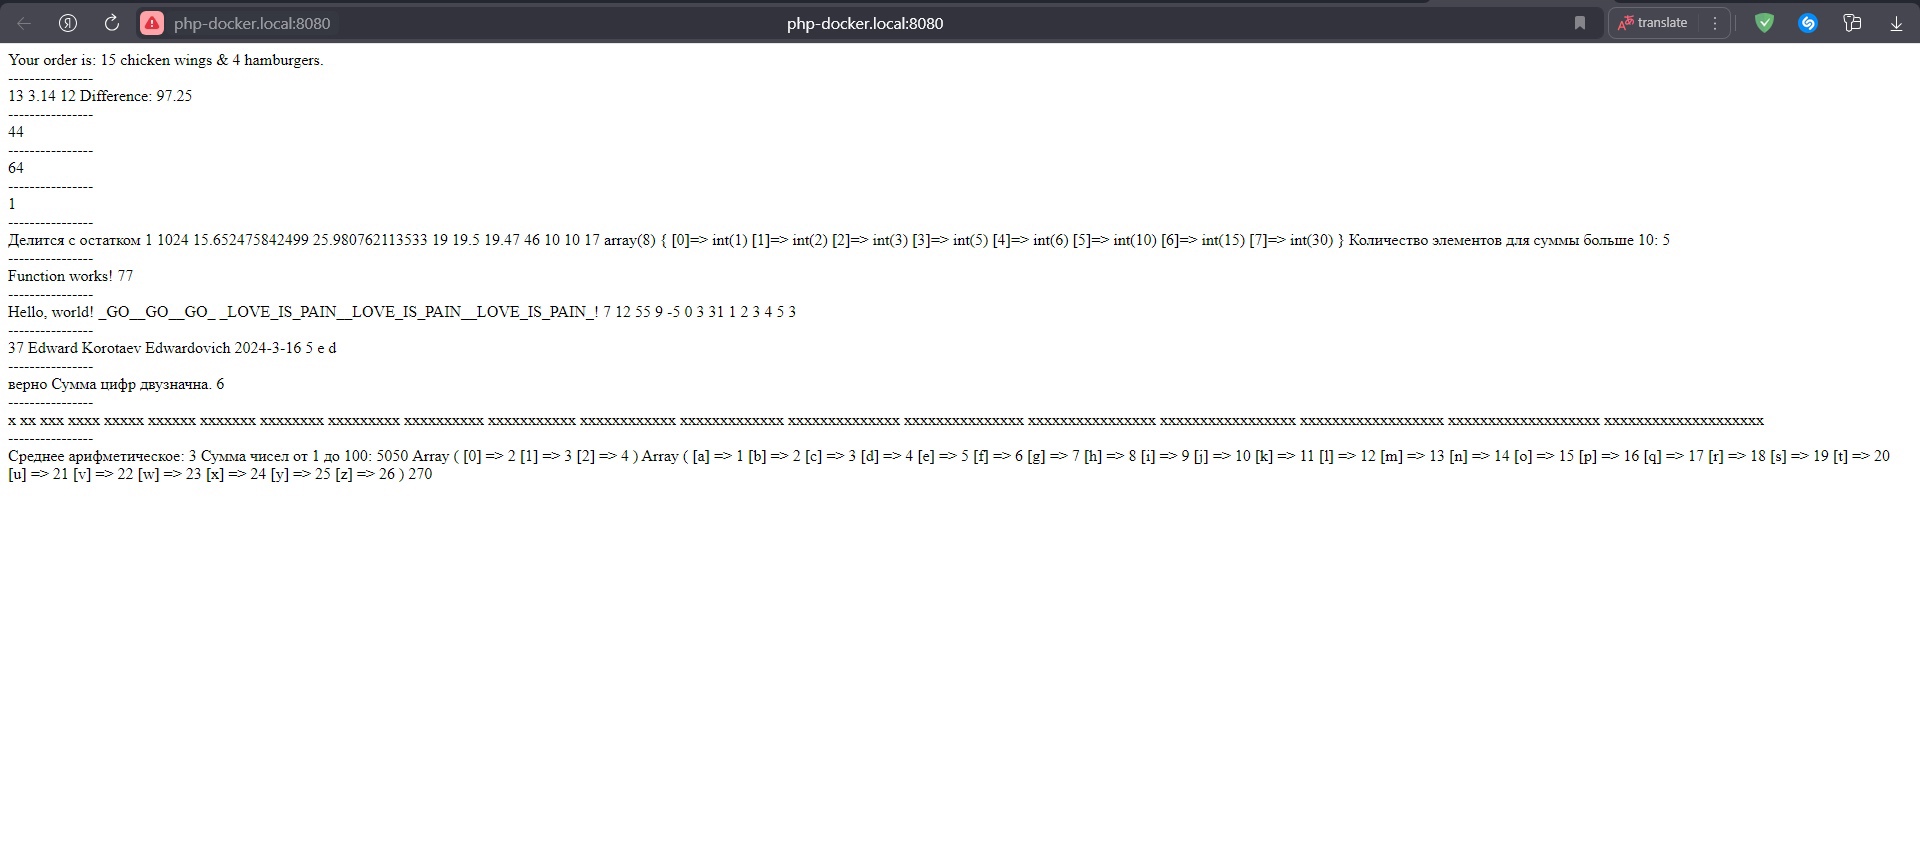 php-docker.local:8080
php-docker.local:8080
translate
Your order is: 15 chicken wings & 4 hamburgers.
----------------
13 3.14 12 Difference: 97.25
----------------
44
----------------
64
----------------
1
----------------
Делится с остатком 1 1024 15.652475842499 25.980762113533 19 19.5 19.47 46 10 10 17 array(8) { [0]=> int(1) [1]=> int(2) [2]=> int(3) [3]=> int(5) [4]=> int(6) [5]=> int(10) [6]=> int(15) [7]=> int(30) } Количество элементов для суммы больше 10: 5
----------------
Function works! 77
----------------
Hello, world! _GO__GO__GO_ _LOVE_IS_PAIN__LOVE_IS_PAIN__LOVE_IS_PAIN_! 7 12 55 9 -5 0 3 31 1 2 3 4 5 3
----------------
37 Edward Korotaev Edwardovich 2024-3-16 5 e d
----------------
верно Сумма цифр двузначна. 6
----------------
x xx xxx xxxx xxxxx xxxxxx xxxxxxx xxxxxxxx xxxxxxxxx xxxxxxxxxx xxxxxxxxxxx xxxxxxxxxxxx xxxxxxxxxxxxx xxxxxxxxxxxxxx xxxxxxxxxxxxxxx xxxxxxxxxxxxxxxx xxxxxxxxxxxxxxxxx xxxxxxxxxxxxxxxxxx xxxxxxxxxxxxxxxxxxx xxxxxxxxxxxxxxxxxxxx
----------------
Среднее арифметическое: 3 Сумма чисел от 1 до 100: 5050 Array ( [0] => 2 [1] => 3 [2] => 4 ) Array ( [a] => 1 [b] => 2 [c] => 3 [d] => 4 [e] => 5 [f] => 6 [g] => 7 [h] => 8 [i] => 9 [j] => 10 [k] => 11 [l] => 12 [m] => 13 [n] => 14 [o] => 15 [p] => 16 [q] => 17 [r] => 18 [s] => 19 [t] => 20
[u] => 21 [v] => 22 [w] => 23 [x] => 24 [y] => 25 [z] => 26 ) 270